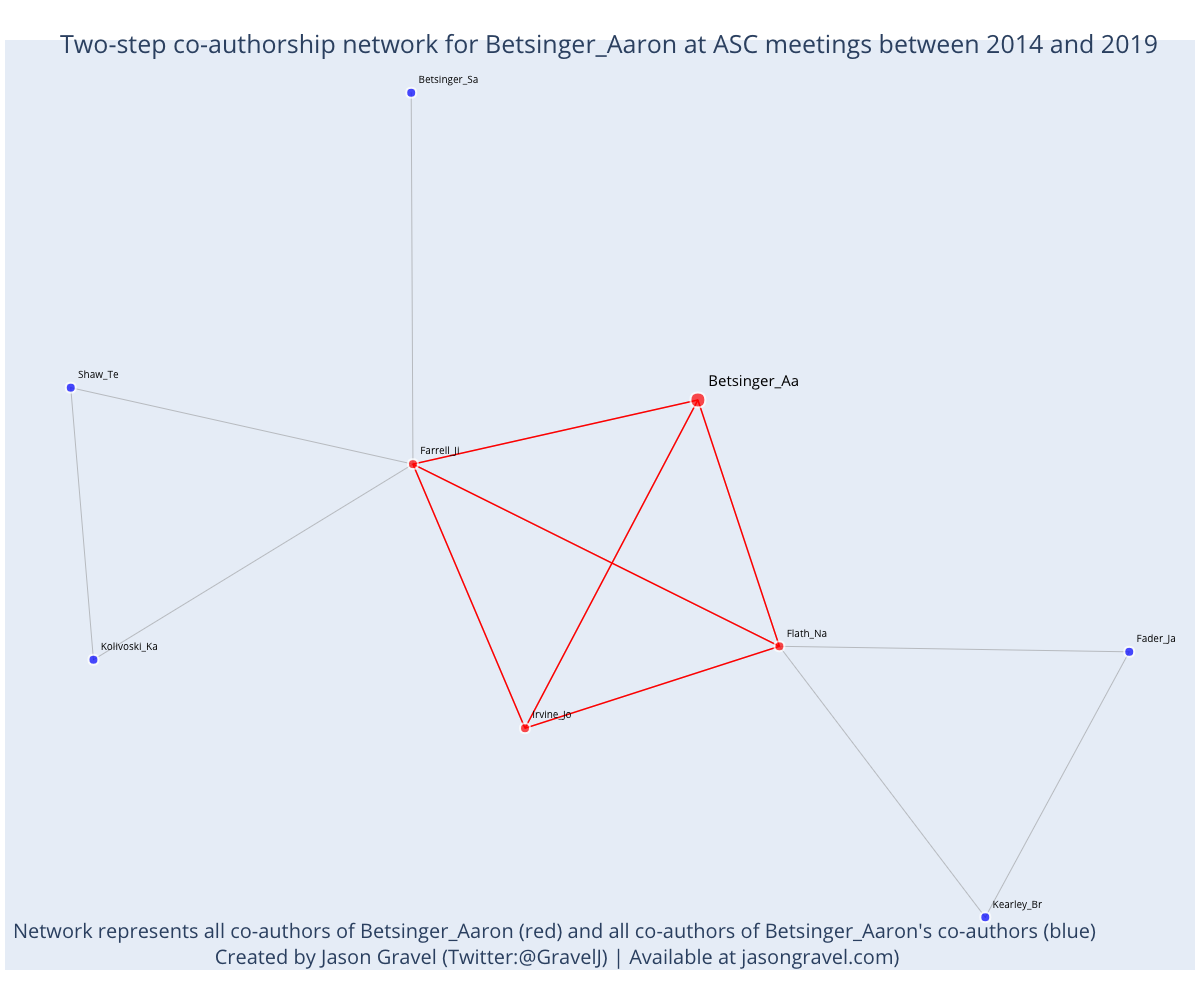 Two-step co-authorship network for Betsinger_Aaron at ASC meetings between 2014 and 2019
Betsinger_Sa
Shaw_Te
Betsinger_Aa
Farrell_Ji
Flath_Na
Fader_Ja
Kolivoski_Ka
Irvine_Jo
Kearley_Br
Network represents all co-authors of Betsinger_Aaron (red) and all co-authors of Betsinger_Aaron's co-authors (blue)
Created by Jason Gravel (Twitter:@GravelJ) | Available at jasongravel.com)